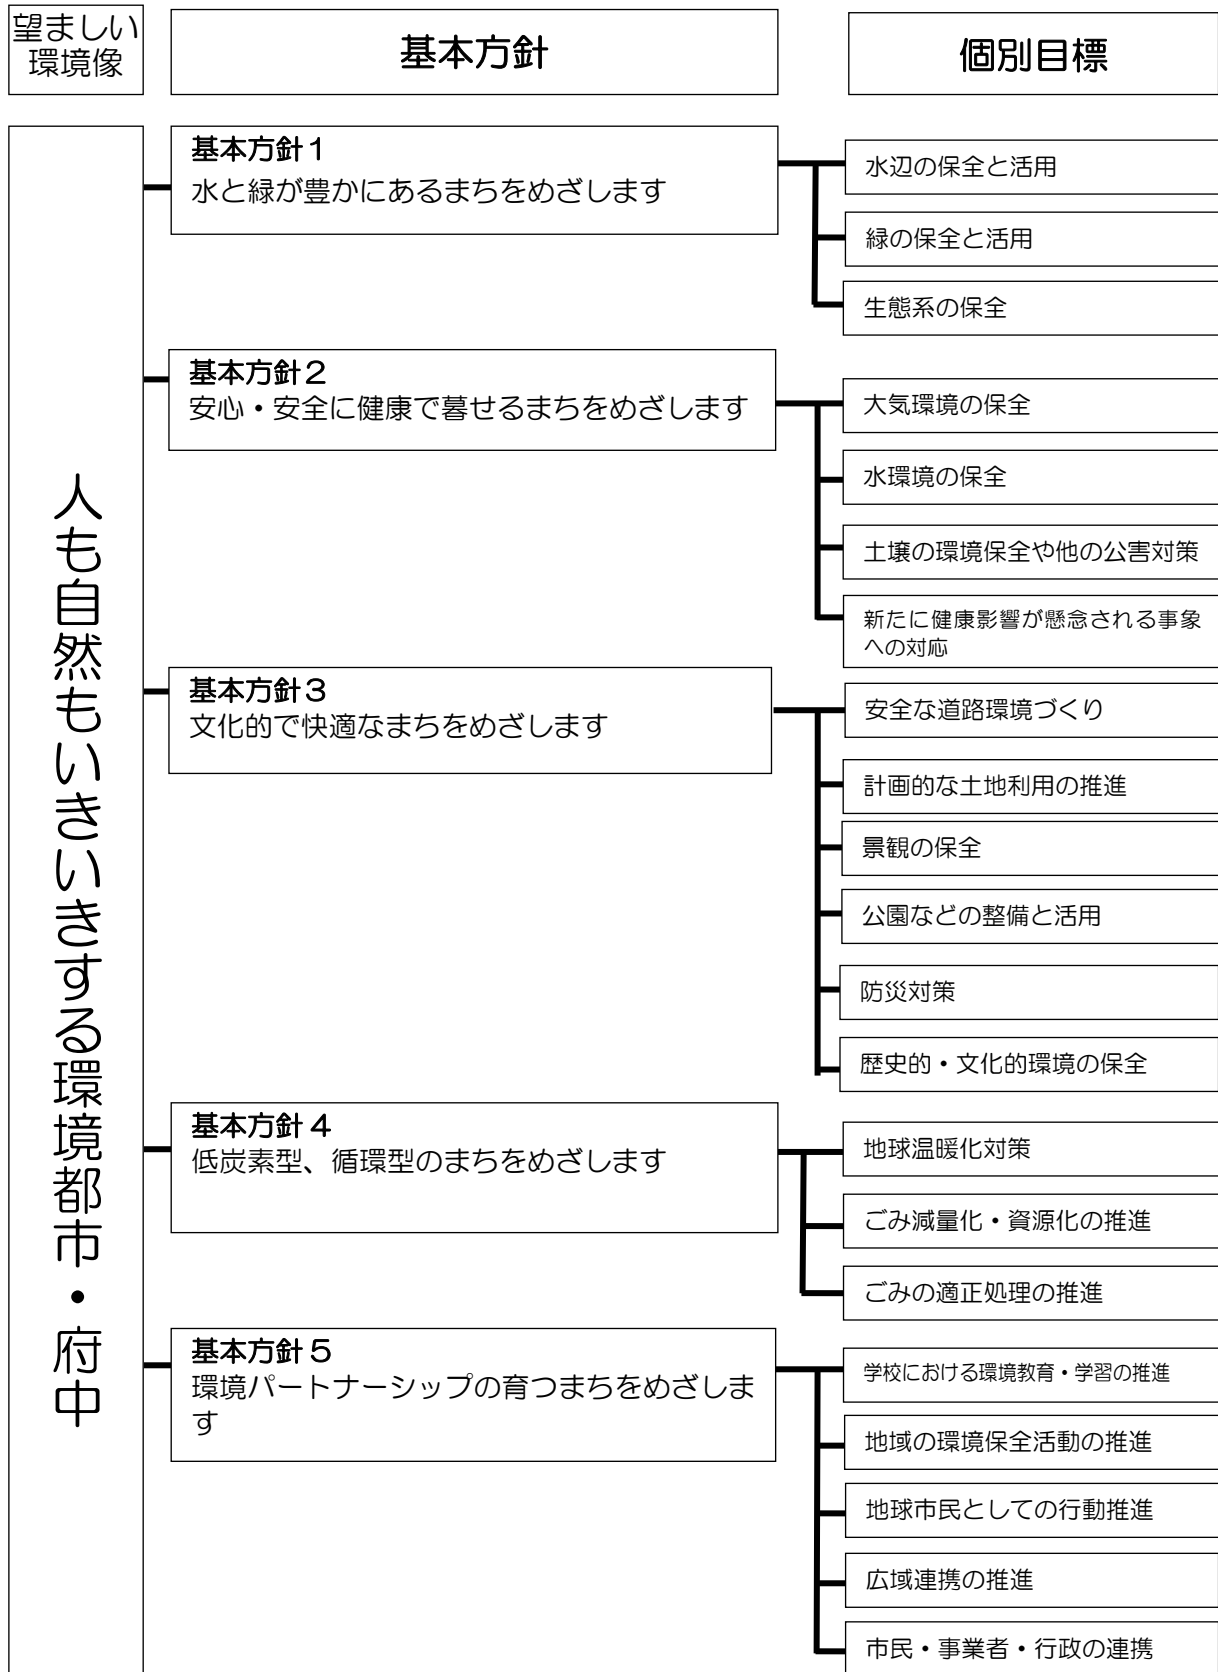 望ましい
環境像
基本方針
個別目標
人も自然もいきいきする環境都市・府中
基本方針1
水と緑が豊かにあるまちをめざします
水辺の保全と活用
緑の保全と活用
生態系の保全
基本方針2
安心・安全に健康で暮せるまちをめざします
大気環境の保全
水環境の保全
土壌の環境保全や他の公害対策
新たに健康影響が懸念される事象
への対応
基本方針3
文化的で快適なまちをめざします
安全な道路環境づくり
計画的な土地利用の推進
景観の保全
公園などの整備と活用
防災対策
歴史的・文化的環境の保全
基本方針4
低炭素型、循環型のまちをめざします
地球温暖化対策
ごみ減量化・資源化の推進
ごみの適正処理の推進
基本方針5
環境パートナーシップの育つまちをめざしま
す
学校における環境教育・学習の推進
地域の環境保全活動の推進
地球市民としての行動推進
広域連携の推進
市民・事業者・行政の連携